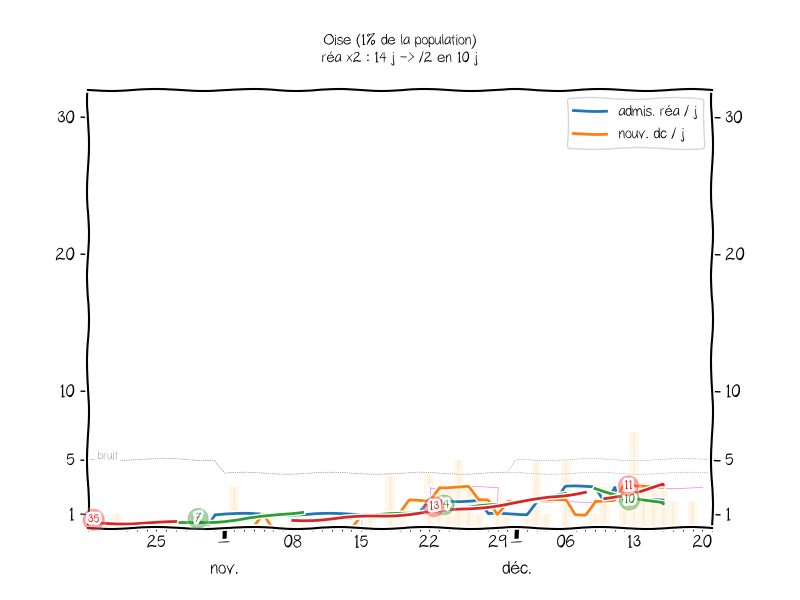 Oise (1% de la population)
réa x2 : 14 j -> /2 en 10 j
admis. réa / j
nouv. dc / j
30 30
20 20
10 10
5 bruit 5
1 1
35 7 13 4 11 10
25 08 15 22 29 06 13 20
nov. déc.